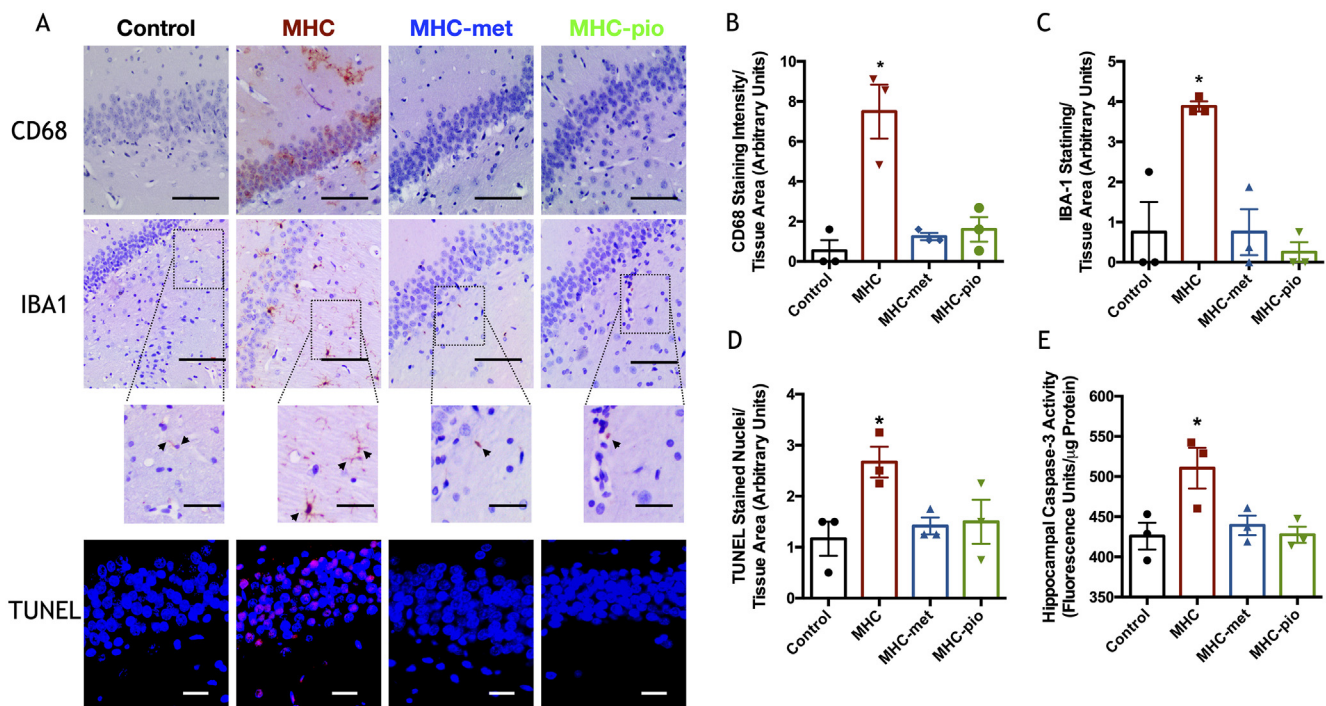 A
Control
MHC
MHC-met
MHC-pio
CD68
IBA1
TUNEL
B
CD68 Staining Intensity/
Tissue Area (Arbitrary Units)
10
8
6
4
2
0
*
Control
MHC
MHC-met
MHC-pio
C
IBA-1 Statining/
Tissue Area (Arbitrary Units)
5
4
3
2
1
0
*
Control
MHC
MHC-met
MHC-pio
D
TUNEL Stained Nuclei/
Tissue Area (Arbitrary Units)
4
3
2
1
0
*
Control
MHC
MHC-met
MHC-pio
E
Hippocampal Caspase-3 Activity
(Fluorescence Units/μg Protein)
600
550
500
450
400
350
*
Control
MHC
MHC-met
MHC-pio